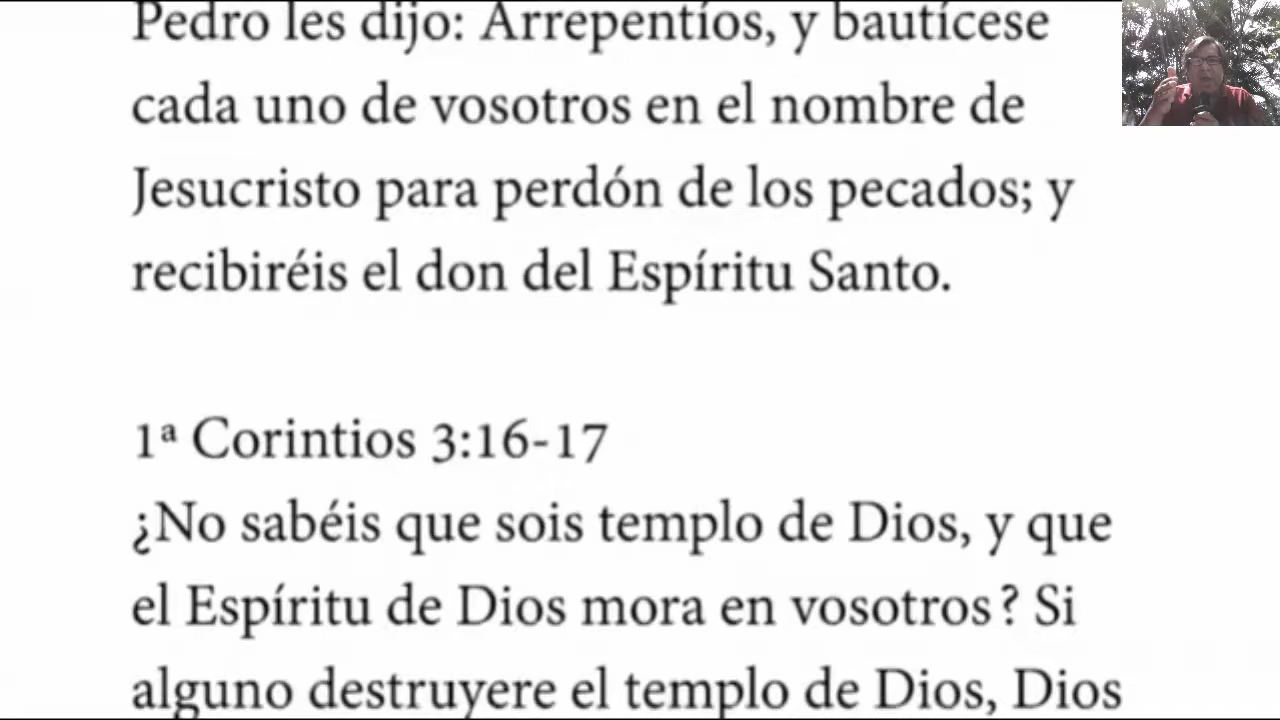 Pedro les dijo: Arrepentíos, y bautícese
cada uno de vosotros en el nombre de
Jesucristo para perdón de los pecados; y
recibiréis el don del Espíritu Santo.
1ª Corintios 3:16-17
¿No sabéis que sois templo de Dios, y que
el Espíritu de Dios mora en vosotros? Si
alguno destruyere el templo de Dios, Dios